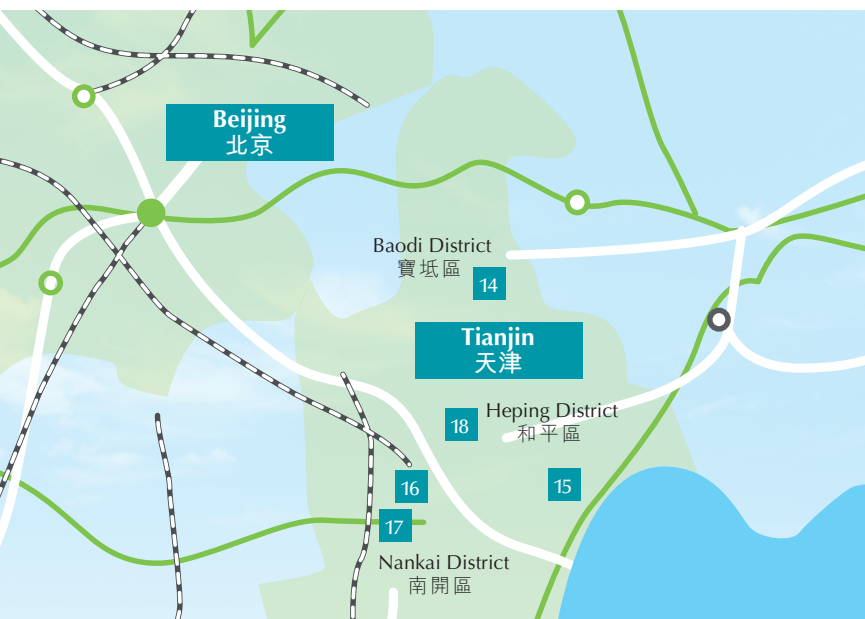 Beijing
北京
Baodi District
寶坻區
14
Tianjin
天津
18
Heping District
和平區
16
15
17
Nankai District
南開區